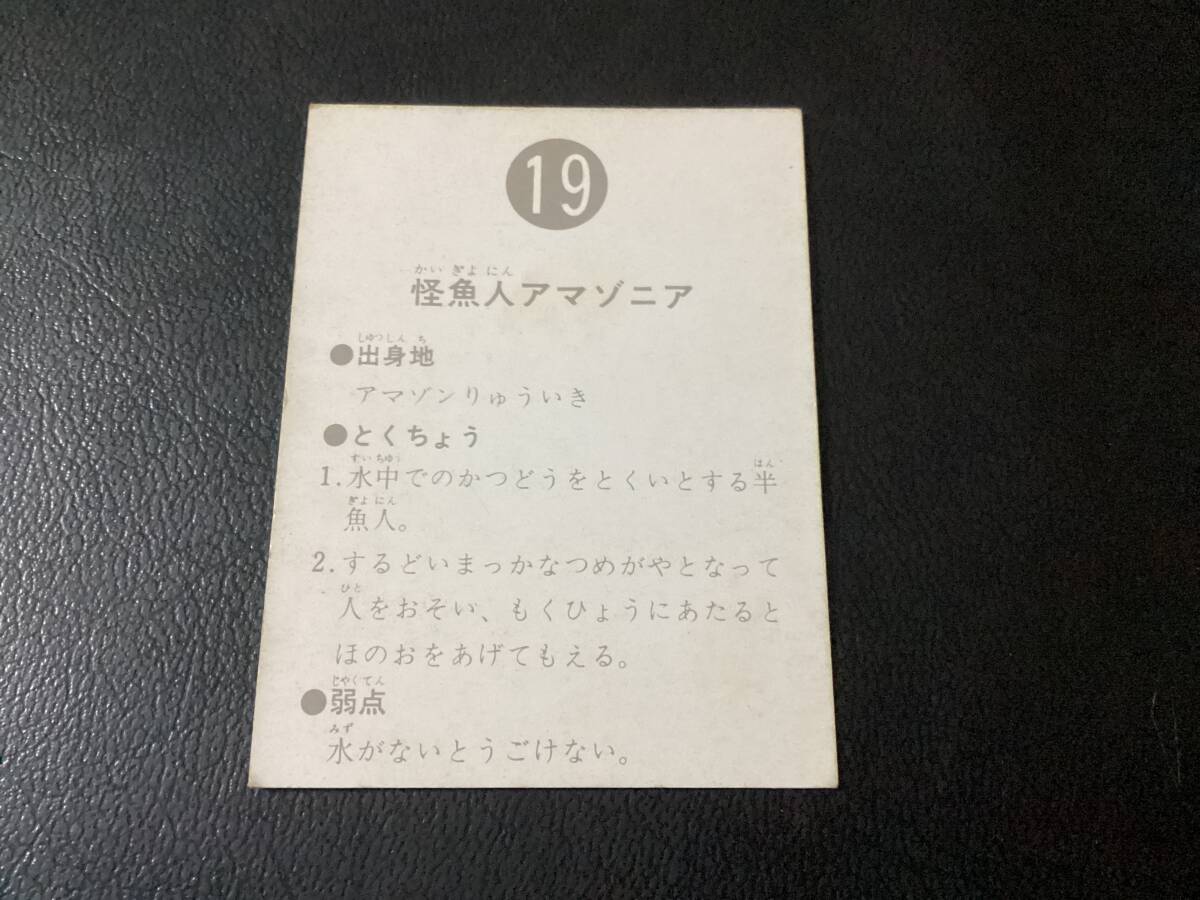 19
かいぎよにん
怪魚人アマゾニア
しゅつしんち
●出身地
アマゾンりゅういき
●とくちょう
すいちゅう はん
1.水中でのかつどうをとくいとする半
ぎよにん
魚人。
2.するどいまっかなつめがやとなって
ひと
人をおそい、もくひょうにあたると
ほのおをあげてもえる。
じやくてん
●弱点
みず
水がないとうごけない。